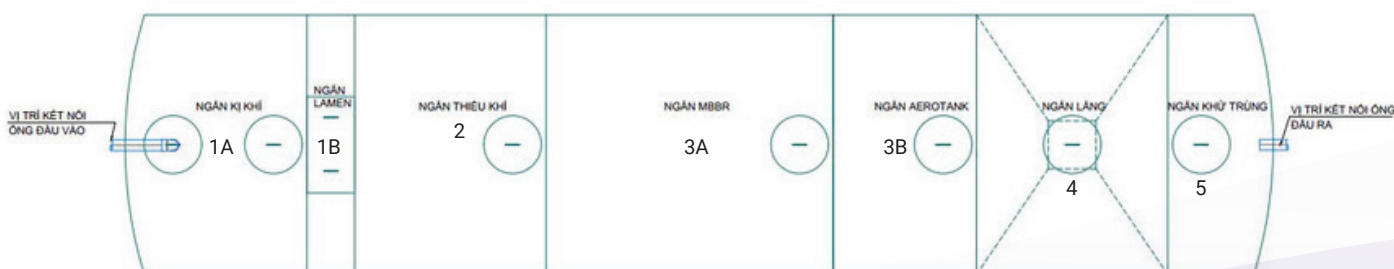 VỊ TRÍ KẾT NỐI
ỐNG ĐẦU VÀO
NGĂN KỊ KHÍ
1A
NGĂN
LAMEN
1B
NGĂN THIẾU KHÍ
2
NGĂN MBBR
3A
NGĂN AEROTANK
3B
NGĂN LẮNG
4
NGĂN KHỬ TRÙNG
5
VỊ TRÍ KẾT NỐI ỐNG
ĐẦU RA